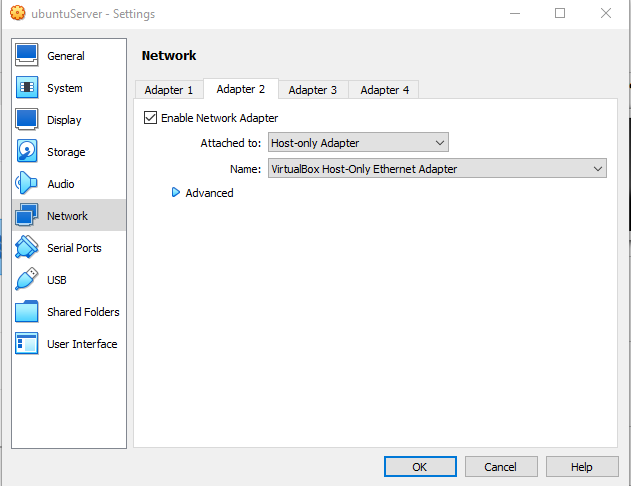 ubuntuServer - Settings
General
System
Display
Storage
Audio
Network
Serial Ports
USB
Shared Folders
User Interface
Network
Adapter 1 Adapter 2 Adapter 3 Adapter 4
Enable Network Adapter
Attached to: Host-only Adapter
Name: VirtualBox Host-Only Ethernet Adapter
Advanced
OK Cancel Help